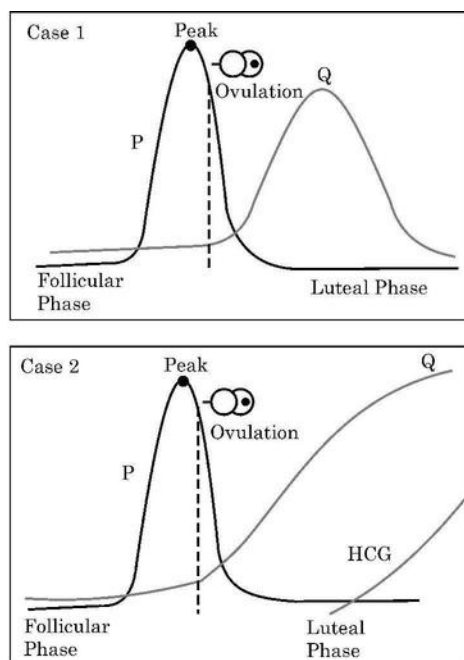 Case 1
Peak
Ovulation
P
Q
Follicular
Phase
Luteal Phase
Case 2
Peak
Q
Ovulation
P
HCG
Follicular
Phase
Luteal
Phase